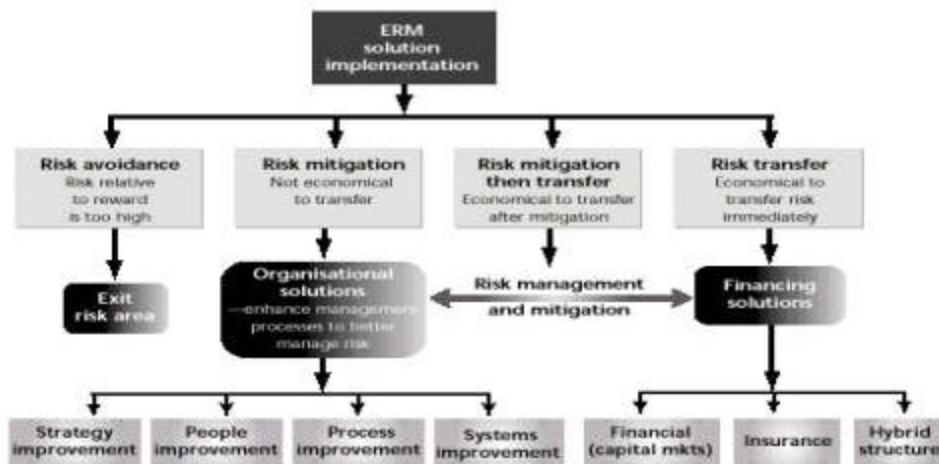 ERM
solution
implementation
Risk avoidance
Risk relative
to reward
is too high
Risk mitigation
Not economical
to transfer
Risk mitigation
then transfer
Economical to transfer
after mitigation
Risk transfer
Economical to
transfer risk
immediately
Exit
risk area
Organisational
solutions
—enhance management
processes to better
manage risk
Risk management
and mitigation
Financing
solutions
Strategy
improvement
People
improvement
Process
improvement
Systems
improvement
Financial
(capital mkts)
Insurance
Hybrid
structure